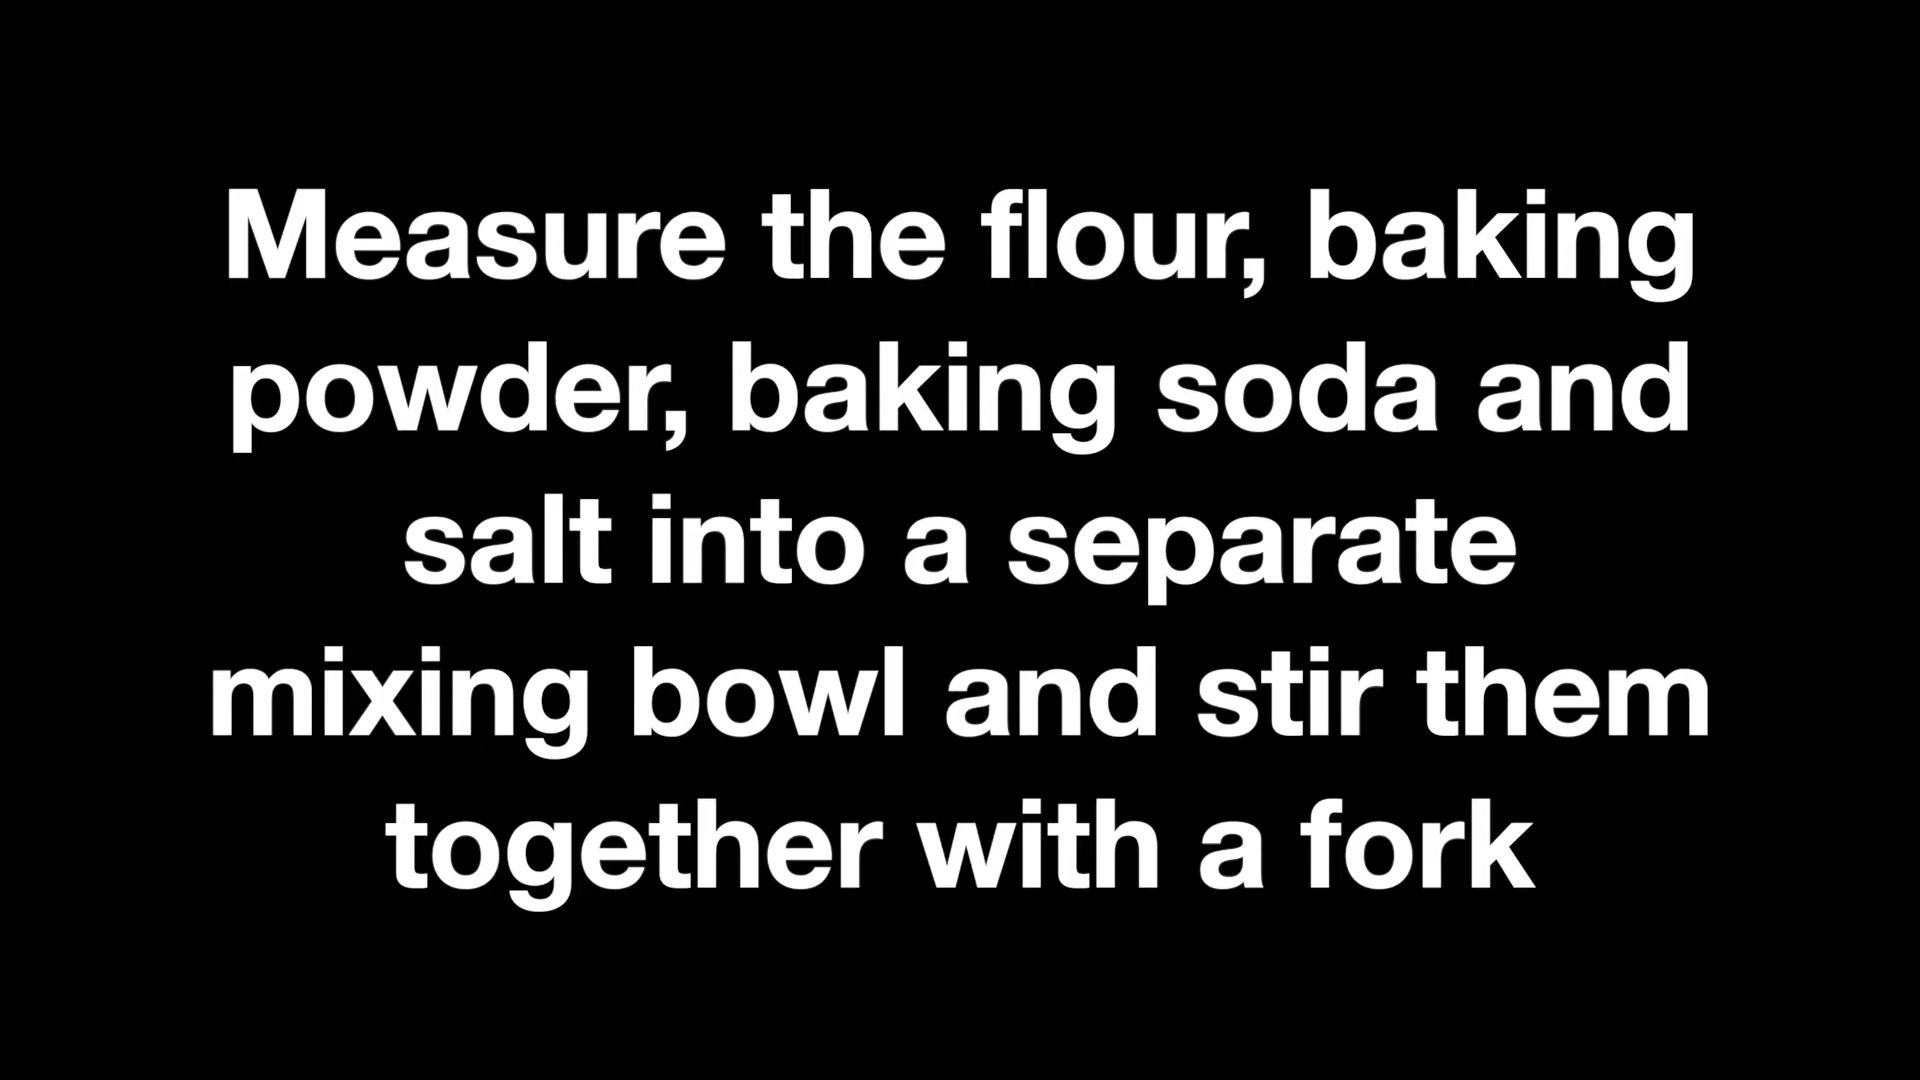 Measure the flour, baking
powder, baking soda and
salt into a separate
mixing bowl and stir them
together with a fork